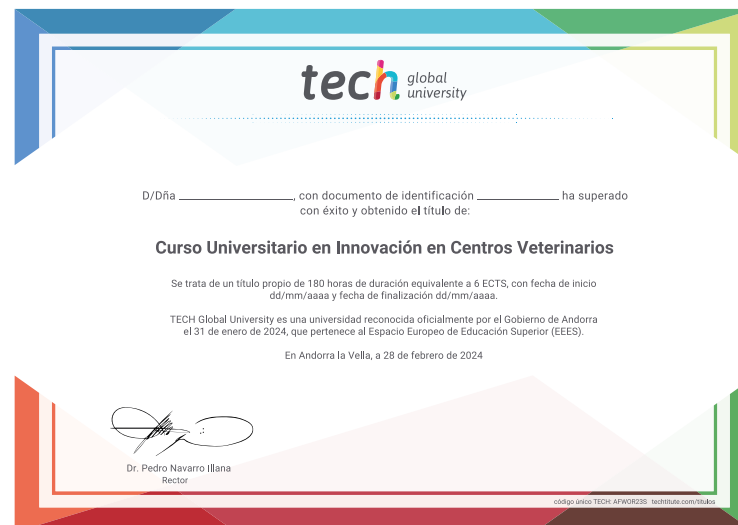 tech global university
D/Dña ____________, con documento de identificación ____________ ha superado
con éxito y obtenido el título de:
Curso Universitario en Innovación en Centros Veterinarios
Se trata de un título propio de 180 horas de duración equivalente a 6 ECTS, con fecha de inicio
dd/mm/aaaa y fecha de finalización dd/mm/aaaa.
TECH Global University es una universidad reconocida oficialmente por el Gobierno de Andorra
el 31 de enero de 2024, que pertenece al Espacio Europeo de Educación Superior (EEES).
En Andorra la Vella, a 28 de febrero de 2024
Dr. Pedro Navarro Illana
Rector
código único TECH: AFWOR23S techtitute.com/titulos